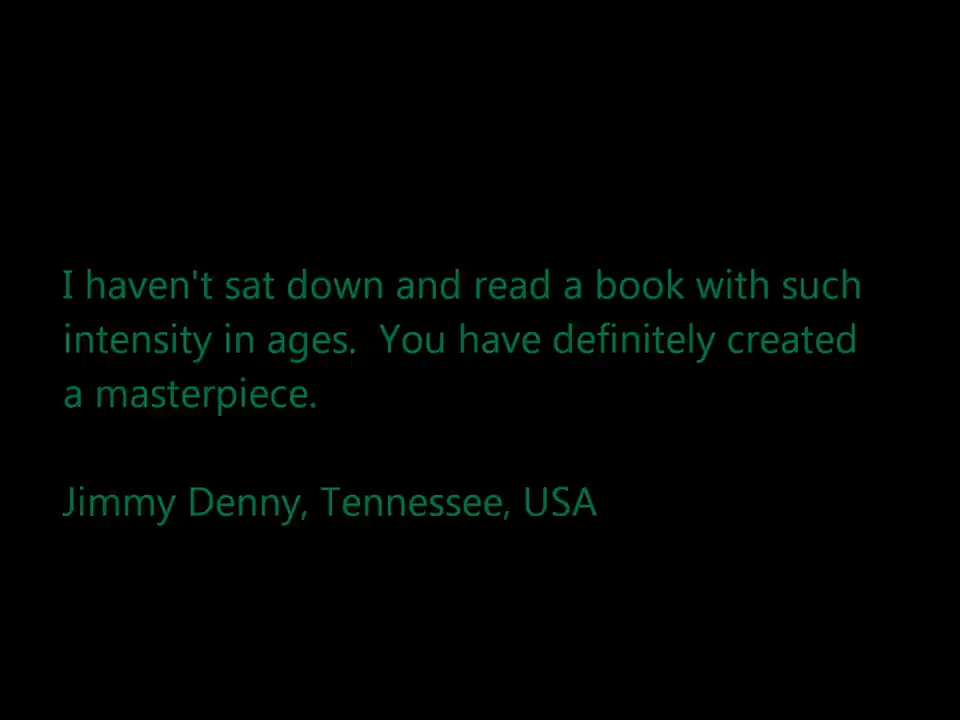 I haven't sat down and read a book with such
intensity in ages.  You have definitely created
a masterpiece.
Jimmy Denny, Tennessee, USA